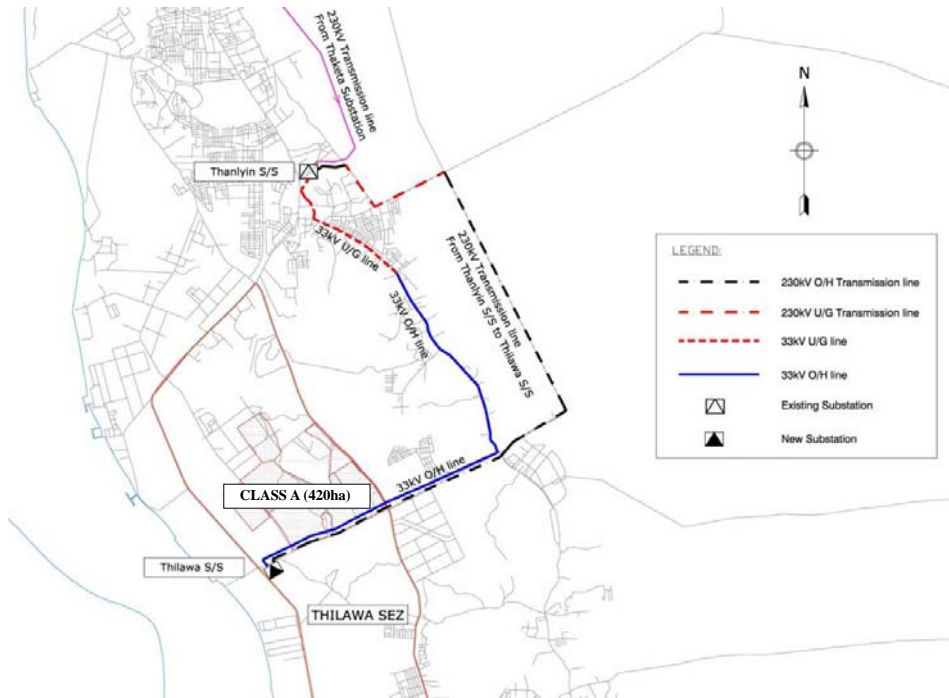 230kV Transmission line
From Thaketa Substation
N
Thanlyin S/S
33kV U/G line
33kV O/H line
230kV Transmission line
From Thanlyin S/S to Thilawa S/S
LEGEND:
230kV O/H Transmission line
230kV U/G Transmission line
33kV U/G line
33kV O/H line
Existing Substation
New Substation
33kV O/H line
CLASS A (420ha)
Thilawa S/S
THILAWA SEZ